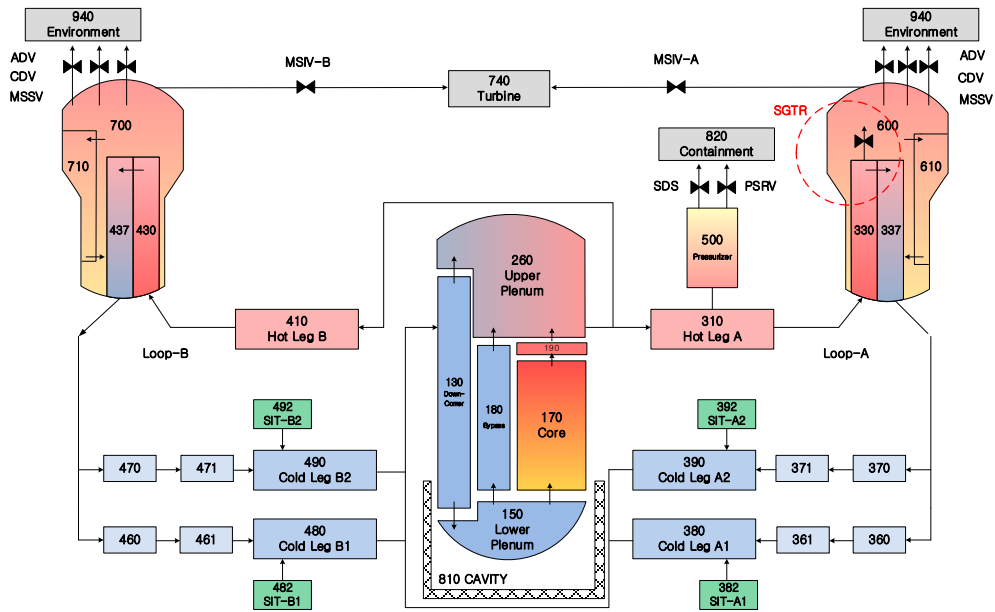 940
Environment
940
Environment
ADV
CDV
MSSV
MSIV-B
740
Turbine
MSIV-A
ADV
CDV
MSSV
SGTR
700
600
820
Containment
710
610
SDS
PSRV
437
430
500
Pressurizer
330
337
260
Upper
Plenum
410
Hot Leg B
310
Hot Leg A
Loop-B
Loop-A
190
130
Down-
Comer
180
Bypass
170
Core
492
SIT-B2
392
SIT-A2
470
471
490
Cold Leg B2
390
Cold Leg A2
371
370
150
Lower
Plenum
460
461
480
Cold Leg B1
380
Cold Leg A1
361
360
810 CAVITY
482
SIT-B1
382
SIT-A1